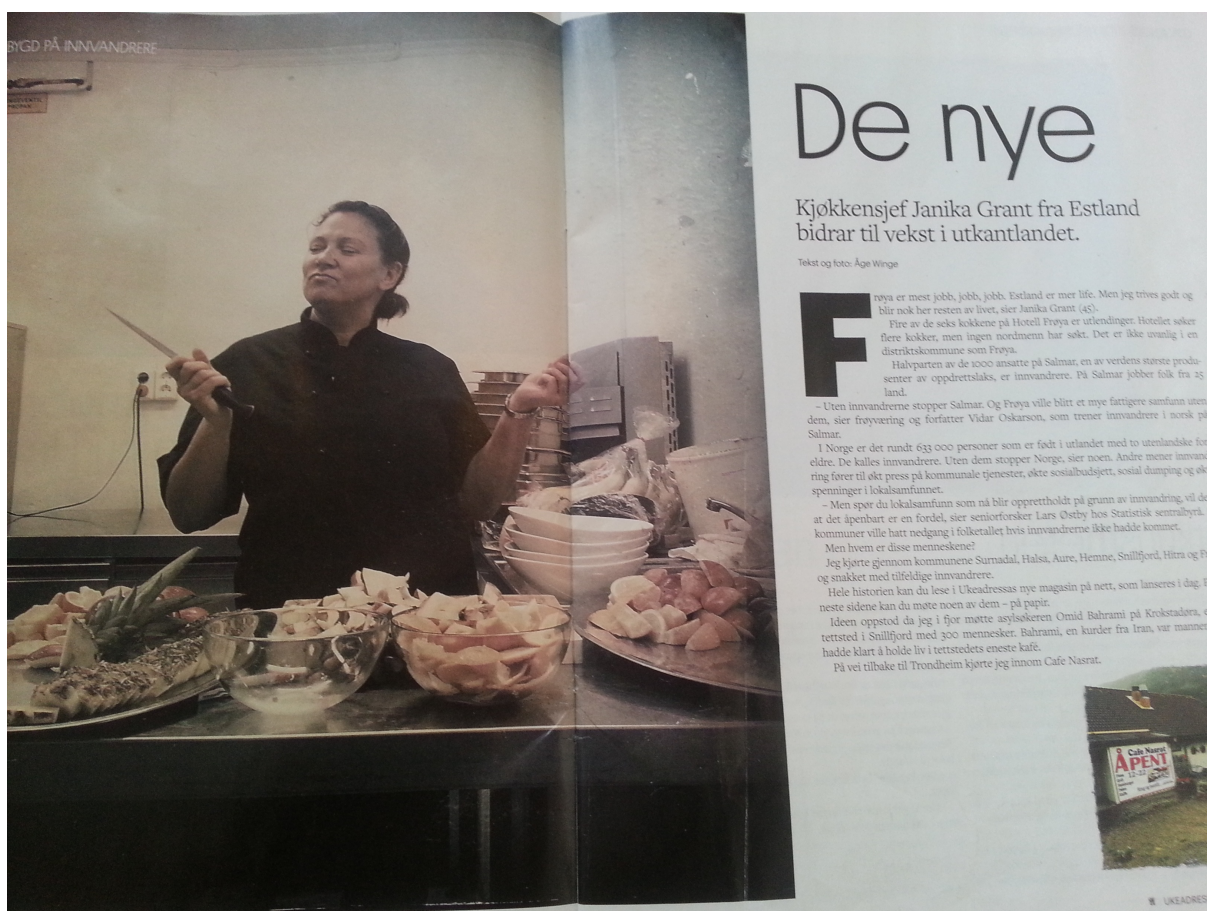 BYGD PÅ INNVANDRERE
De nye
Kjøkkensjef Janika Grant fra Estland
bidrar til vekst i utkantlandet.
Tekst og foto: Åge Winge
Frøya er mest jobb, jobb, jobb. Estland er mer life. Men jeg trives godt og
blir nok her resten av livet, sier Janika Grant (45).
Fire av de seks kokkene på Hotell Frøya er utlendinger. Hotellet søker
flere kokker, men ingen nordmenn har søkt. Det er ikke uvanlig i en
distriktskommune som Frøya.
Halvparten av de 1000 ansatte på Salmar, en av verdens største produ-
senter av oppdrettslaks, er innvandrere. På Salmar jobber folk fra 25
land.
– Uten innvandrerne stopper Salmar. Og Frøya ville blitt et mye fattigere samfunn uten
dem, sier frøyværing og forfatter Vidar Oskarson, som trener innvandrere i norsk på
Salmar.
I Norge er det rundt 633 000 personer som er født i utlandet med to utenlandske for
eldre. De kalles innvandrere. Uten dem stopper Norge, sier noen. Andre mener innvand
ring fører til økt press på kommunale tjenester, økte sosialbudsjett, sosial dumping og øk
spenninger i lokalsamfunnet.
– Men spør du lokalsamfunn som nå blir opprettholdt på grunn av innvandring, vil de
at det åpenbart er en fordel, sier seniorforsker Lars Østby hos Statistisk sentralbyrå.
kommuner ville hatt nedgang i folketallet hvis innvandrerne ikke hadde kommet.
Men hvem er disse menneskene?
Jeg kjørte gjennom kommunene Surnadal, Halsa, Aure, Hemne, Snillfjord, Hitra og F
og snakket med tilfeldige innvandrere.
Hele historien kan du lese i Ukeadressas nye magasin på nett, som lanseres i dag.
neste sidene kan du møte noen av dem – på papir.
Ideen oppstod da jeg i fjor møtte asylsøkeren Omid Bahrami på Krokstadøra, e
tettsted i Snillfjord med 300 mennesker. Bahrami, en kurder fra Iran, var mannen
hadde klart å holde liv i tettstedets eneste kafé.
På vei tilbake til Trondheim kjørte jeg innom Cafe Nasrat.
Cafe Nasrat
ÅPENT
12-22
UKEADRES